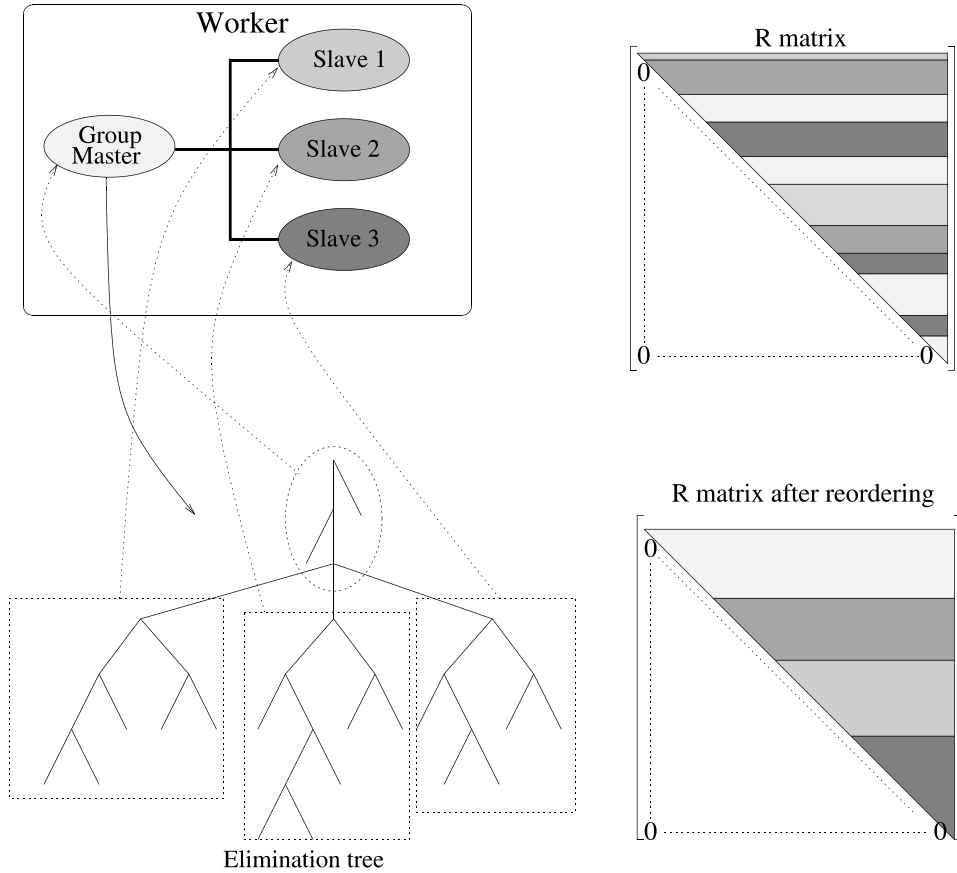 Worker
Slave 1
Group
Master
Slave 2
Slave 3
Elimination tree
R matrix
0
0
0
R matrix after reordering
0
0
0